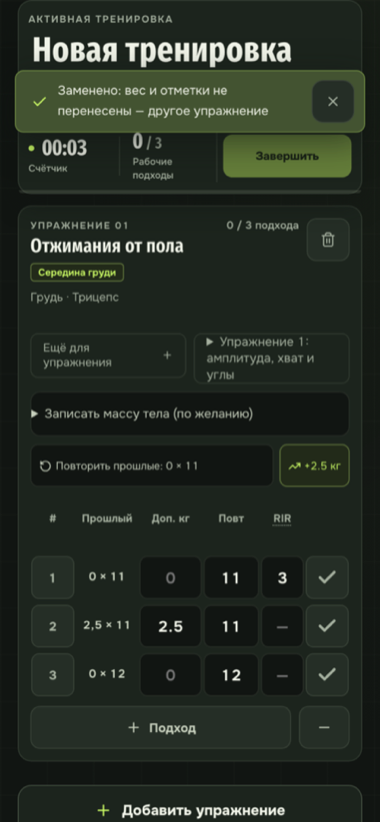 АКТИВНАЯ ТРЕНИРОВКА
Новая тренировка
Заменено: вес и отметки не
перенесены — другое упражнение
00:03
Счётчик
0 / 3
Рабочие
подходы
Завершить
УПРАЖНЕНИЕ 01
0 / 3 подхода
Отжимания от пола
Середина груди
Грудь · Трицепс
Ещё для
упражнения
+
▶ Упражнение 1:
амплитуда, хват и
углы
▶ Записать массу тела (по желанию)
Повторить прошлые: 0 × 11
+2.5 кг
# Прошлый Доп. кг Повт RIR
1 0 × 11 0 11 3
2 2,5 × 11 2.5 11 —
3 0 × 12 0 12 —
+ Подход
−
+ Добавить упражнение